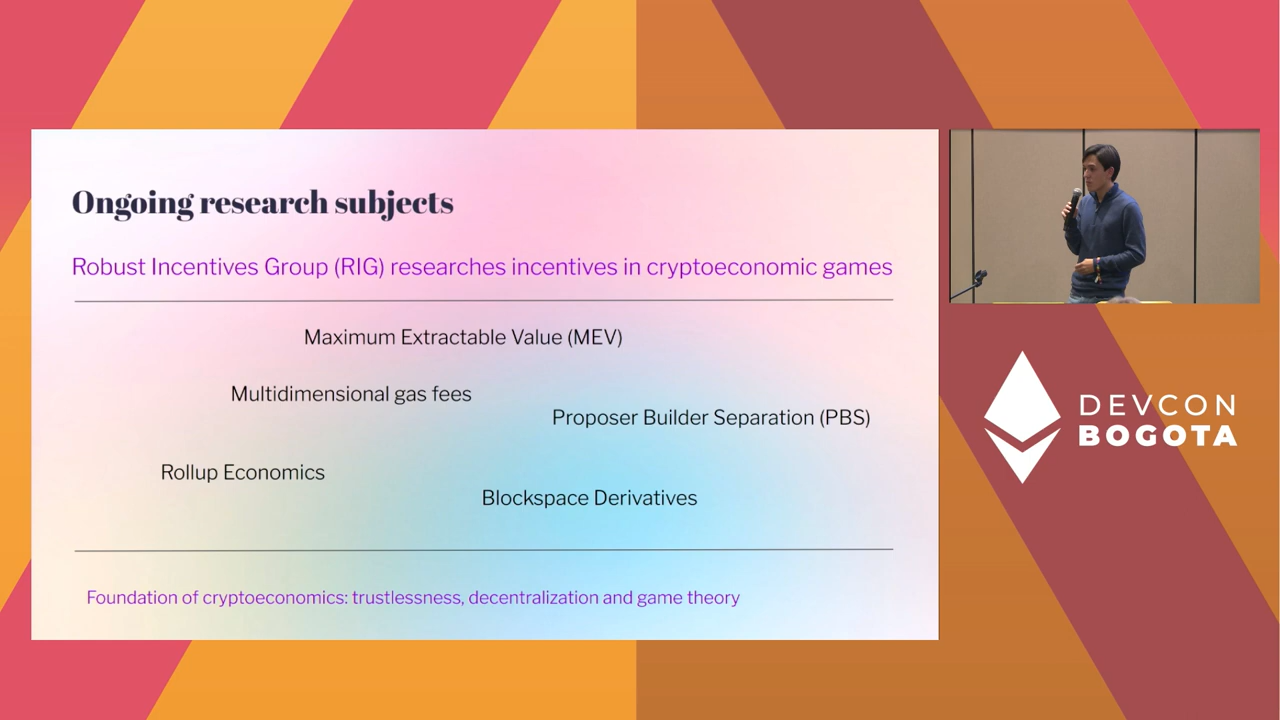 Ongoing research subjects
Robust Incentives Group (RIG) researches incentives in cryptoeconomic games
Maximum Extractable Value (MEV)
Multidimensional gas fees
Proposer Builder Separation (PBS)
Rollup Economics
Blockspace Derivatives
Foundation of cryptoeconomics: trustlessness, decentralization and game theory
DEVCON
BOGOTA